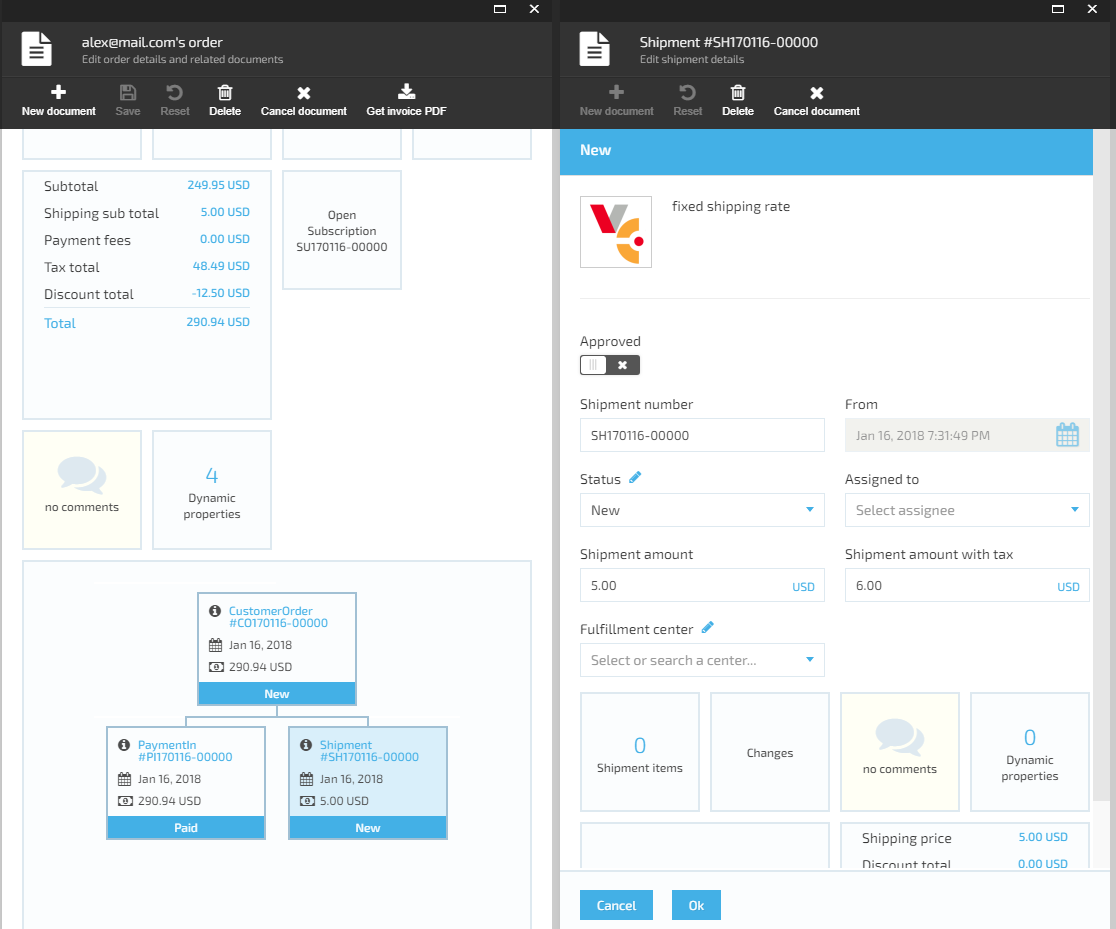 alex@mail.com's order
Edit order details and related documents
New document
Save
Reset
Delete
Cancel document
Get invoice PDF
Subtotal 249.95 USD
Shipping sub total 5.00 USD
Payment fees 0.00 USD
Tax total 48.49 USD
Discount total -12.50 USD
Total 290.94 USD
Open
Subscription
SU170116-00000
no comments
4
Dynamic
properties
CustomerOrder
#CO170116-00000
Jan 16, 2018
290.94 USD
New
PaymentIn
#PI170116-00000
Jan 16, 2018
290.94 USD
Paid
Shipment
#SH170116-00000
Jan 16, 2018
5.00 USD
New
Shipment #SH170116-00000
Edit shipment details
New document
Reset
Delete
Cancel document
New
fixed shipping rate
Approved
Shipment number
SH170116-00000
From
Jan 16, 2018 7:31:49 PM
Status
New
Assigned to
Select assignee
Shipment amount
5.00 USD
Shipment amount with tax
6.00 USD
Fulfillment center
Select or search a center...
0
Shipment items
Changes
no comments
0
Dynamic
properties
Shipping price 5.00 USD
Discount total 0.00 USD
Cancel
Ok